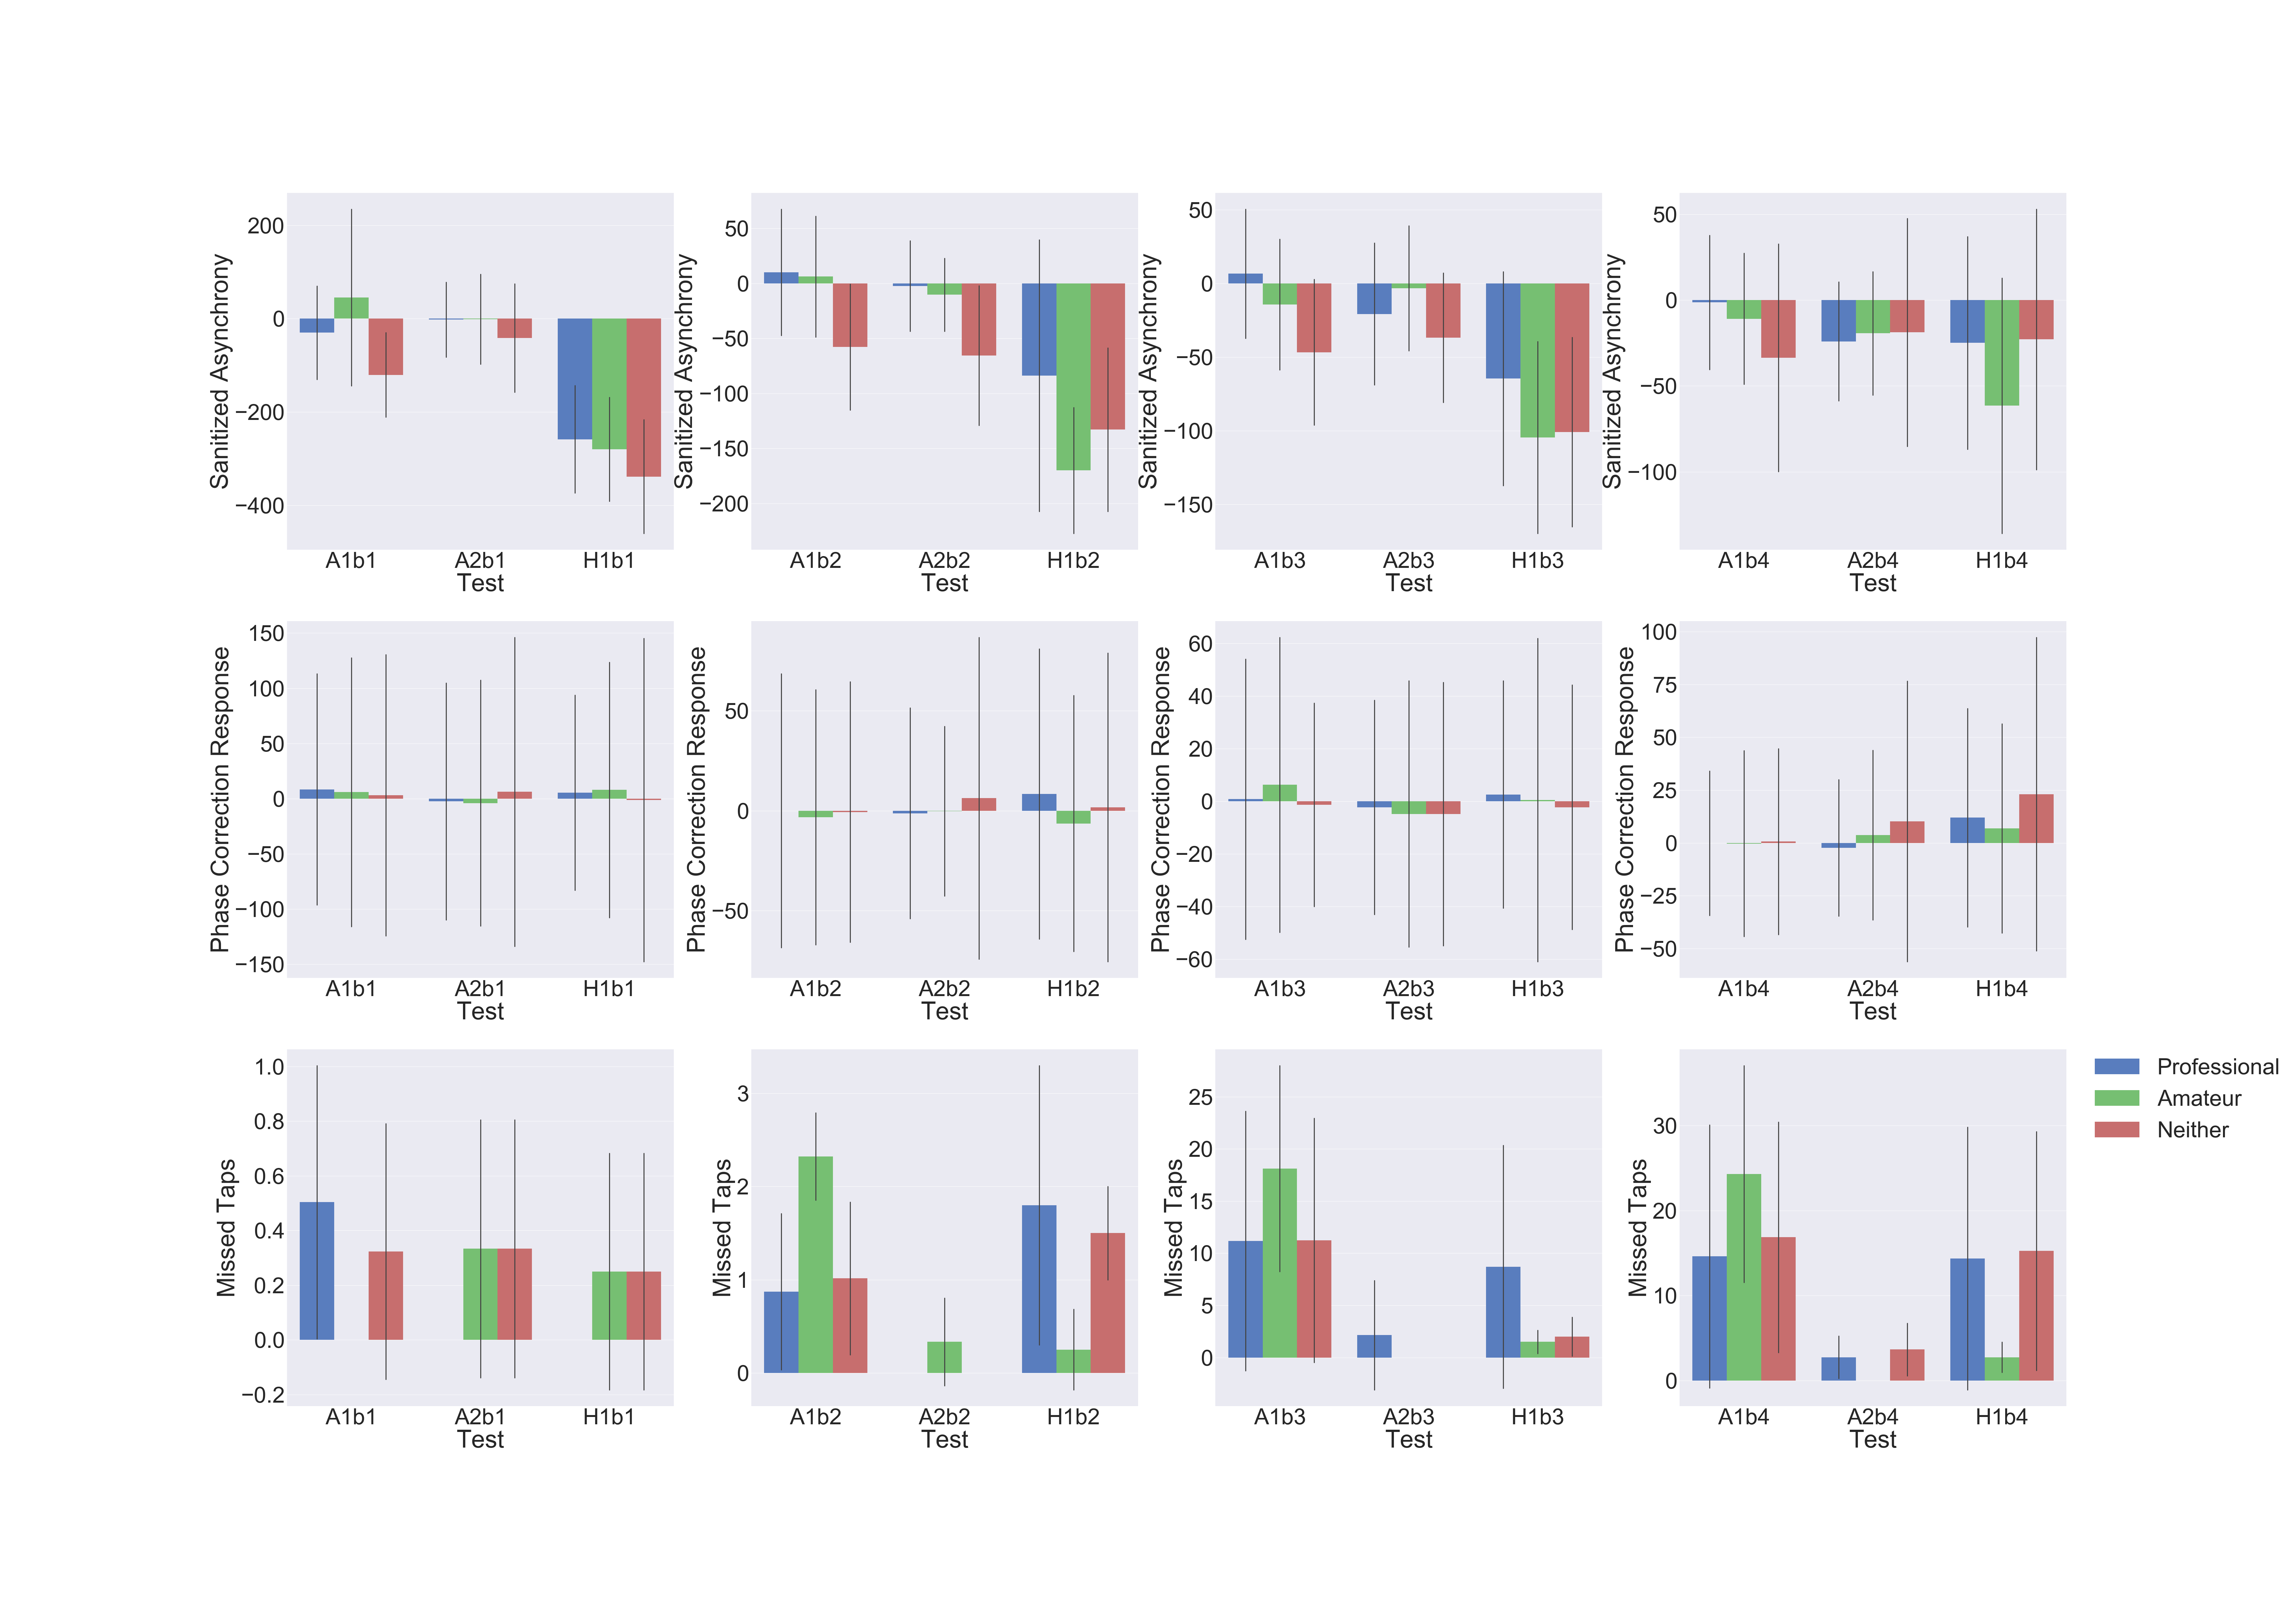 Sanitized Asynchrony
200
0
−200
−400
A1b1 A2b1 H1b1
Test
Sanitized Asynchrony
50
0
−50
−100
−150
−200
A1b2 A2b2 H1b2
Test
Sanitized Asynchrony
50
0
−50
−100
−150
A1b3 A2b3 H1b3
Test
Sanitized Asynchrony
50
0
−50
−100
A1b4 A2b4 H1b4
Test
Phase Correction Response
150
100
50
0
−50
−100
−150
A1b1 A2b1 H1b1
Test
Phase Correction Response
50
0
−50
A1b2 A2b2 H1b2
Test
Phase Correction Response
60
40
20
0
−20
−40
−60
A1b3 A2b3 H1b3
Test
Phase Correction Response
100
75
50
25
0
−25
−50
A1b4 A2b4 H1b4
Test
Missed Taps
1.0
0.8
0.6
0.4
0.2
0.0
−0.2
A1b1 A2b1 H1b1
Test
Missed Taps
3
2
1
0
A1b2 A2b2 H1b2
Test
Missed Taps
25
20
15
10
5
0
A1b3 A2b3 H1b3
Test
Missed Taps
30
20
10
0
A1b4 A2b4 H1b4
Test
Professional
Amateur
Neither